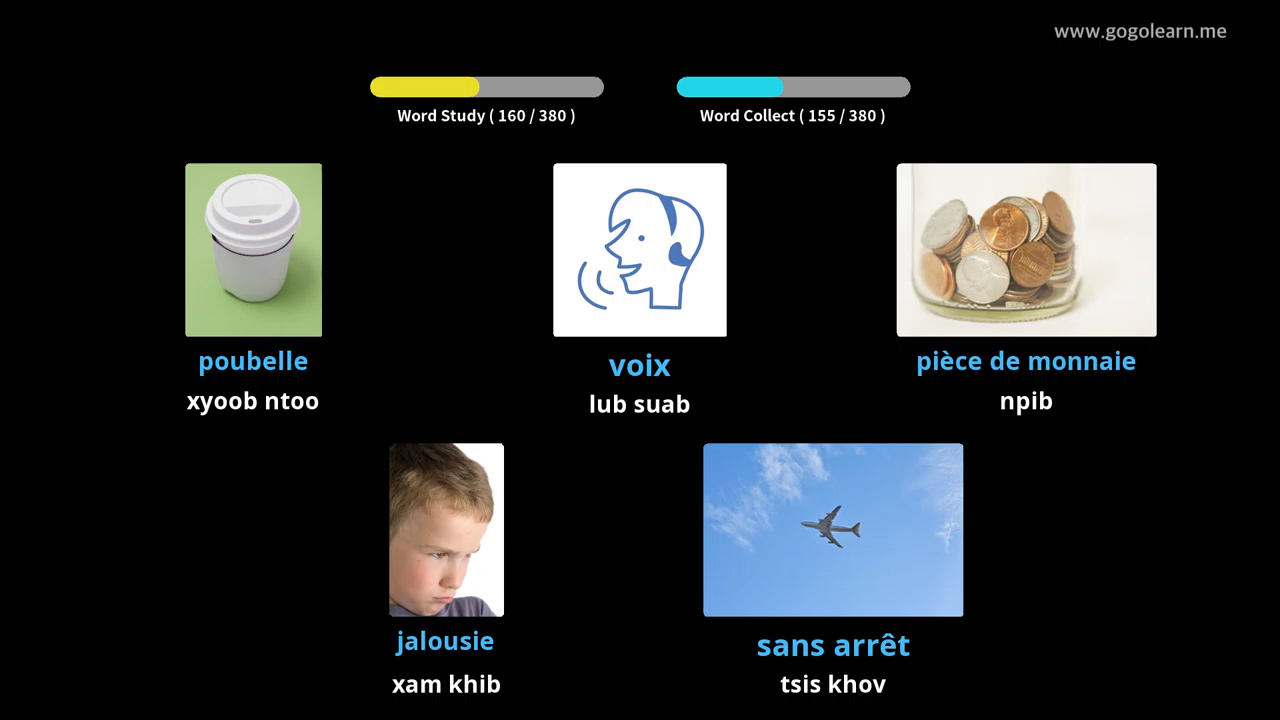 www.gogolearn.me
Word Study ( 160 / 380 )
Word Collect ( 155 / 380 )
poubelle
xyoob ntoo
voix
lub suab
pièce de monnaie
npib
jalousie
xam khib
sans arrêt
tsis khov